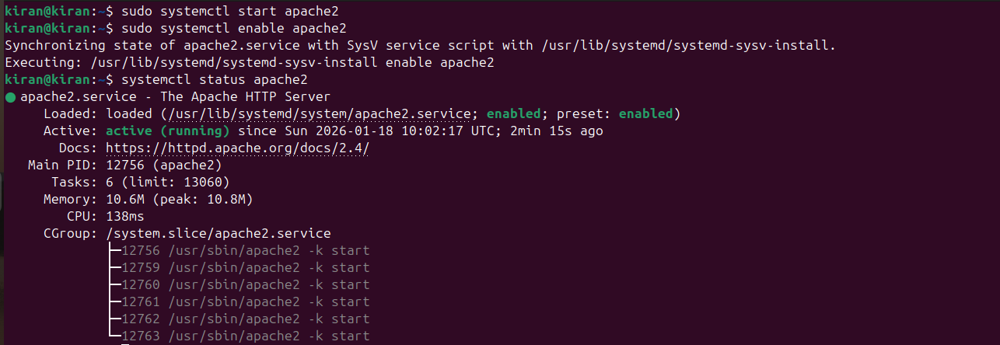 kiran@kiran:~$ sudo systemctl start apache2
kiran@kiran:~$ sudo systemctl enable apache2
Synchronizing state of apache2.service with SysV service script with /usr/lib/systemd/systemd-sysv-install.
Executing: /usr/lib/systemd/systemd-sysv-install enable apache2
kiran@kiran:~$ systemctl status apache2
● apache2.service - The Apache HTTP Server
Loaded: loaded (/usr/lib/systemd/system/apache2.service; enabled; preset: enabled)
Active: active (running) since Sun 2026-01-18 10:02:17 UTC; 2min 15s ago
Docs: https://httpd.apache.org/docs/2.4/
Main PID: 12756 (apache2)
Tasks: 6 (limit: 13060)
Memory: 10.6M (peak: 10.8M)
CPU: 138ms
CGroup: /system.slice/apache2.service
├─12756 /usr/sbin/apache2 -k start
├─12759 /usr/sbin/apache2 -k start
├─12760 /usr/sbin/apache2 -k start
├─12761 /usr/sbin/apache2 -k start
├─12762 /usr/sbin/apache2 -k start
└─12763 /usr/sbin/apache2 -k start